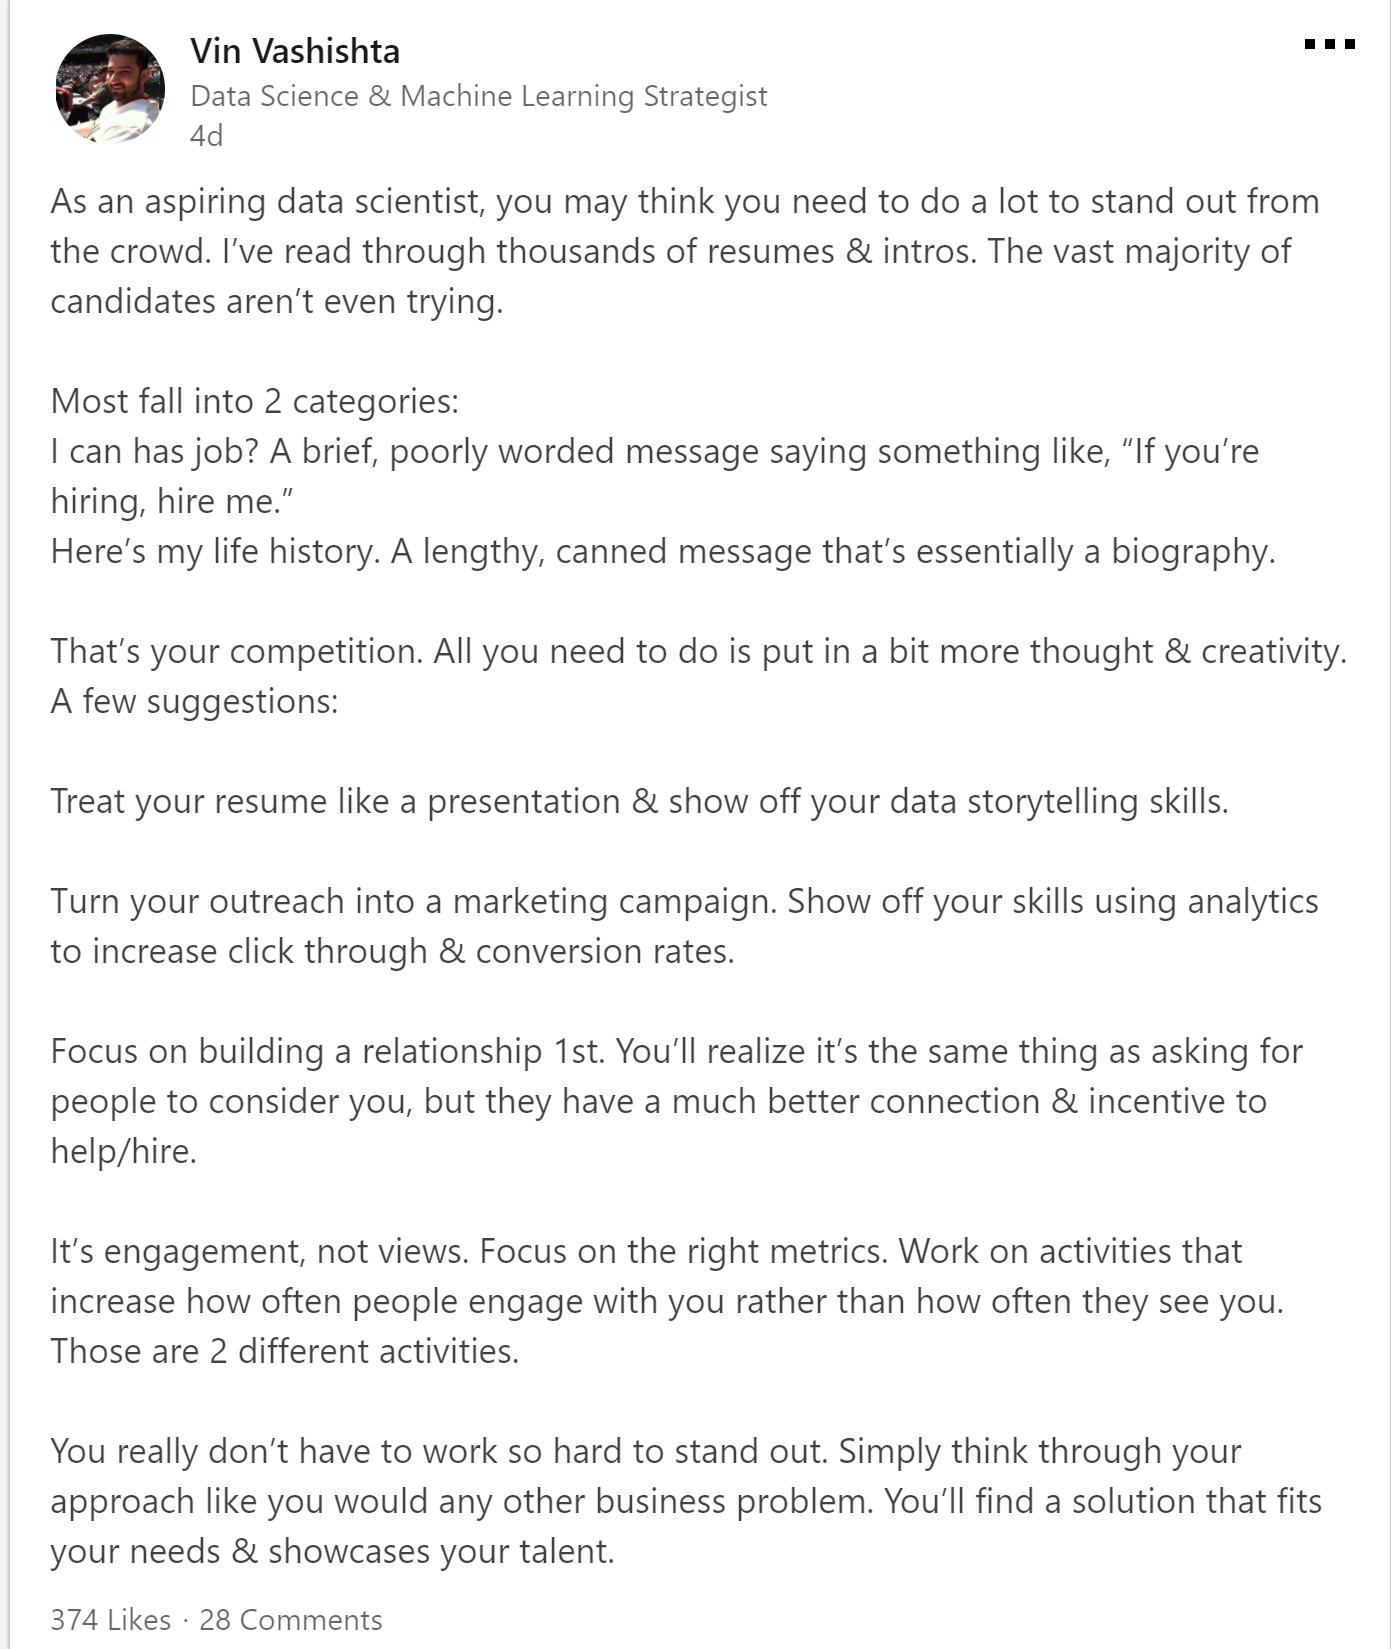 Vin Vashishta
Data Science & Machine Learning Strategist
4d
As an aspiring data scientist, you may think you need to do a lot to stand out from
the crowd. I’ve read through thousands of resumes & intros. The vast majority of
candidates aren’t even trying.
Most fall into 2 categories:
I can has job? A brief, poorly worded message saying something like, “If you’re
hiring, hire me.”
Here’s my life history. A lengthy, canned message that’s essentially a biography.
That’s your competition. All you need to do is put in a bit more thought & creativity.
A few suggestions:
Treat your resume like a presentation & show off your data storytelling skills.
Turn your outreach into a marketing campaign. Show off your skills using analytics
to increase click through & conversion rates.
Focus on building a relationship 1st. You’ll realize it’s the same thing as asking for
people to consider you, but they have a much better connection & incentive to
help/hire.
It’s engagement, not views. Focus on the right metrics. Work on activities that
increase how often people engage with you rather than how often they see you.
Those are 2 different activities.
You really don’t have to work so hard to stand out. Simply think through your
approach like you would any other business problem. You’ll find a solution that fits
your needs & showcases your talent.
374 Likes · 28 Comments